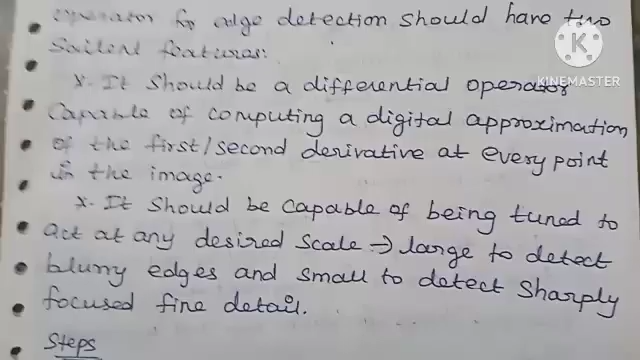 operator for edge detection should have two
Sailent features:
x. It should be a differential operator
Capable of computing a digital approximation
of the first/second derivative at every point
in the image.
x. It should be capable of being tuned to
act at any desired scale → large to detect
blurry edges and small to detect Sharply
focused fine detail.
Steps
K
KINEMASTER